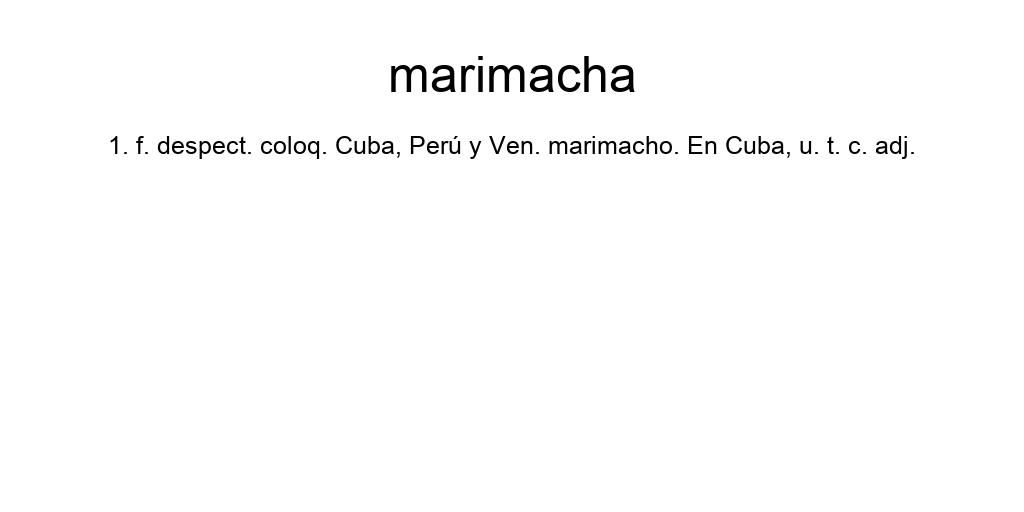 marimacha
1. f. despect. coloq. Cuba, Perú y Ven. marimacho. En Cuba, u. t. c. adj.